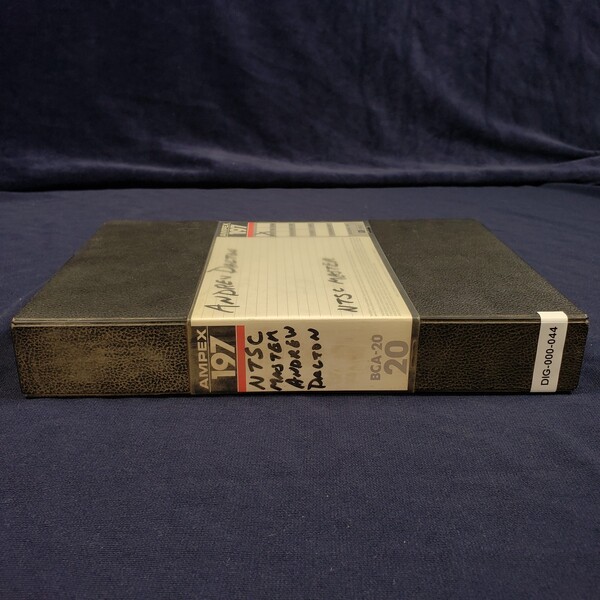 197
ANDREW DALTON
NTSC MASTER
AMPEX
197
NTSC
MASTER
ANDREW
DALTON
BCA-20
20
DIG-000-044